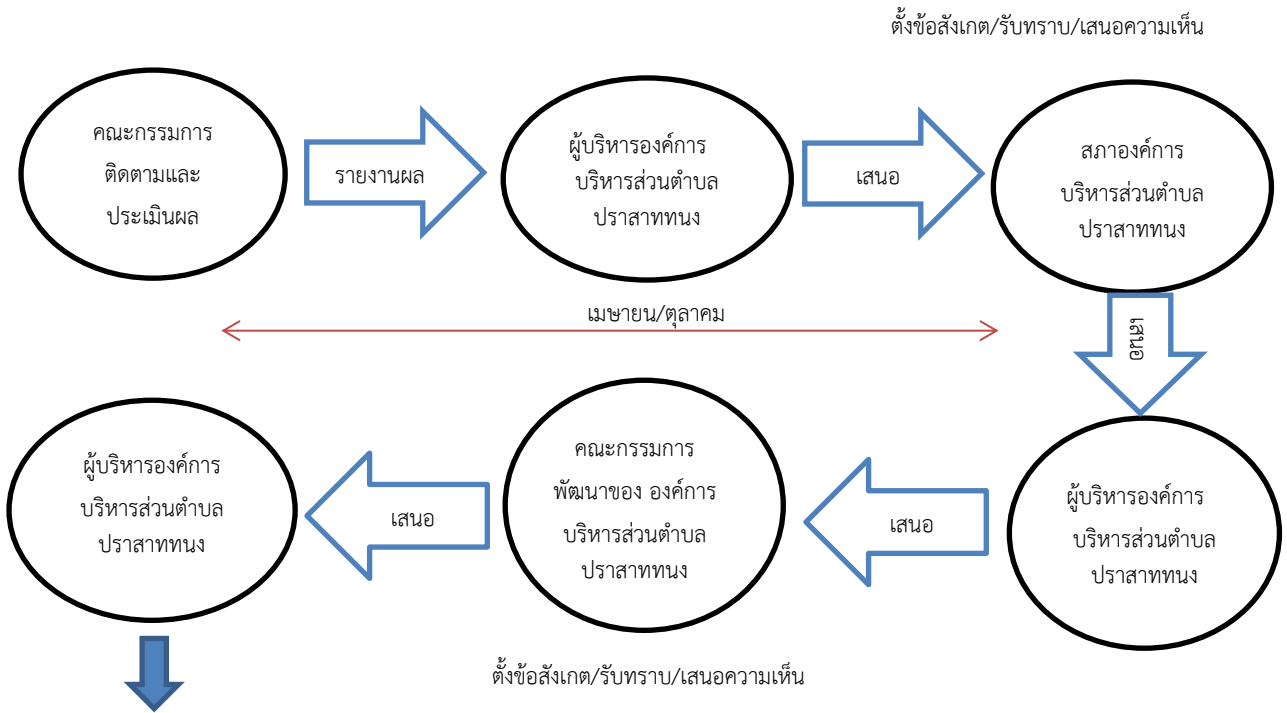 ตั้งข้อสังเกต/รับทราบ/เสนอความเห็น
คณะกรรมการ
ติดตามและ
ประเมินผล
รายงานผล
ผู้บริหารองค์การ
บริหารส่วนตำบล
ปราสาททนง
เสนอ
สภาองค์การ
บริหารส่วนตำบล
ปราสาททนง
เมษายน/ตุลาคม
เสนอ
ผู้บริหารองค์การ
บริหารส่วนตำบล
ปราสาททนง
เสนอ
คณะกรรมการ
พัฒนาของ องค์การ
บริหารส่วนตำบล
ปราสาททนง
เสนอ
ผู้บริหารองค์การ
บริหารส่วนตำบล
ปราสาททนง
ตั้งข้อสังเกต/รับทราบ/เสนอความเห็น